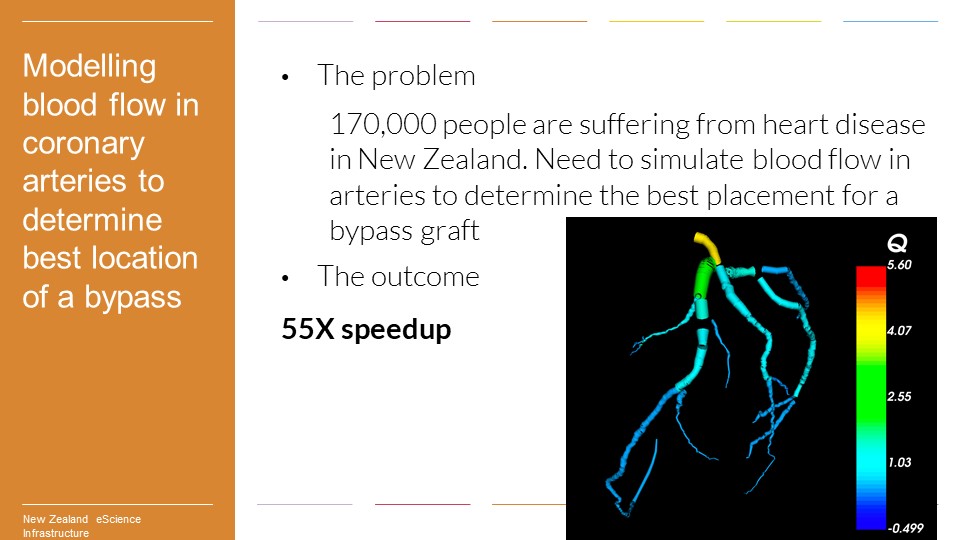 Modelling
blood flow in
coronary
arteries to
determine
best location
of a bypass
New Zealand eScience
Infrastructure
• The problem
170,000 people are suffering from heart disease
in New Zealand. Need to simulate blood flow in
arteries to determine the best placement for a
bypass graft
• The outcome
55X speedup
Q
5.60
4.07
2.55
1.03
-0.499